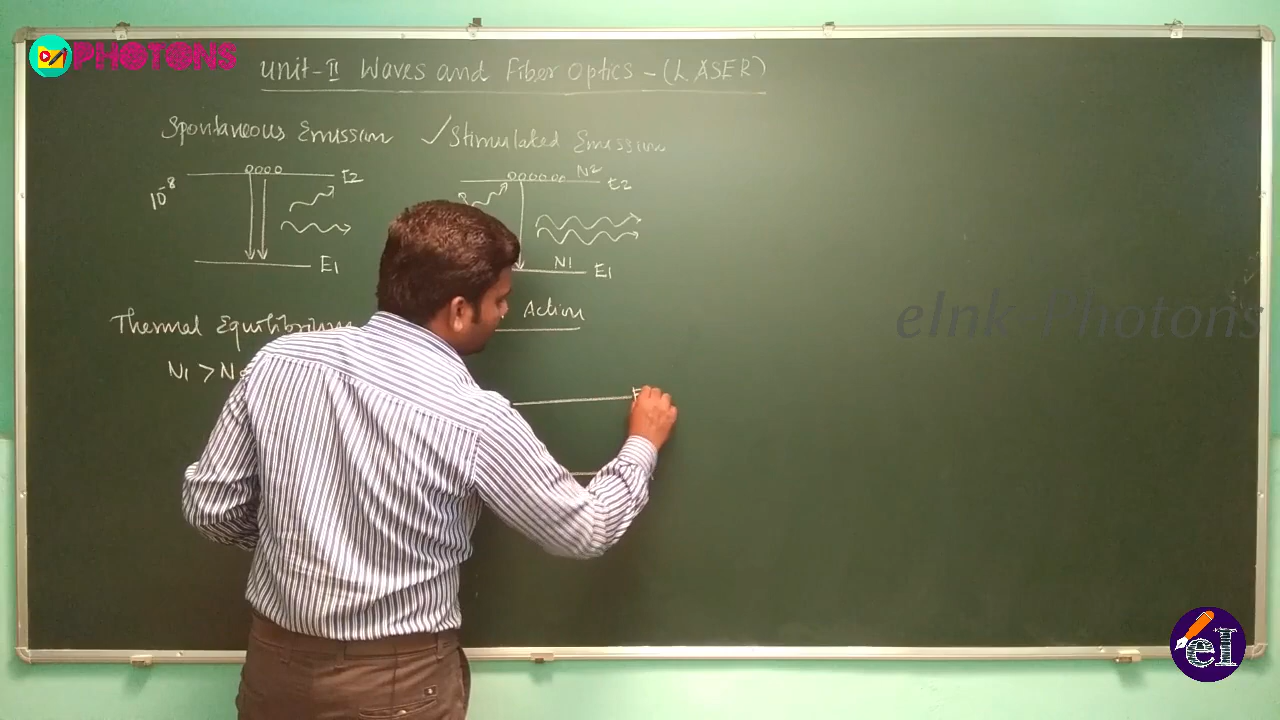 PHOTONS
Unit-II Waves and Fiber Optics - (LASER)
Spontaneous Emission ✓ Stimulated Emission
10⁻⁸ E2 N2 E2
E1 N1 E1
Thermal Equilibrium Action
eInk-Photons
N1 > N
E
eI